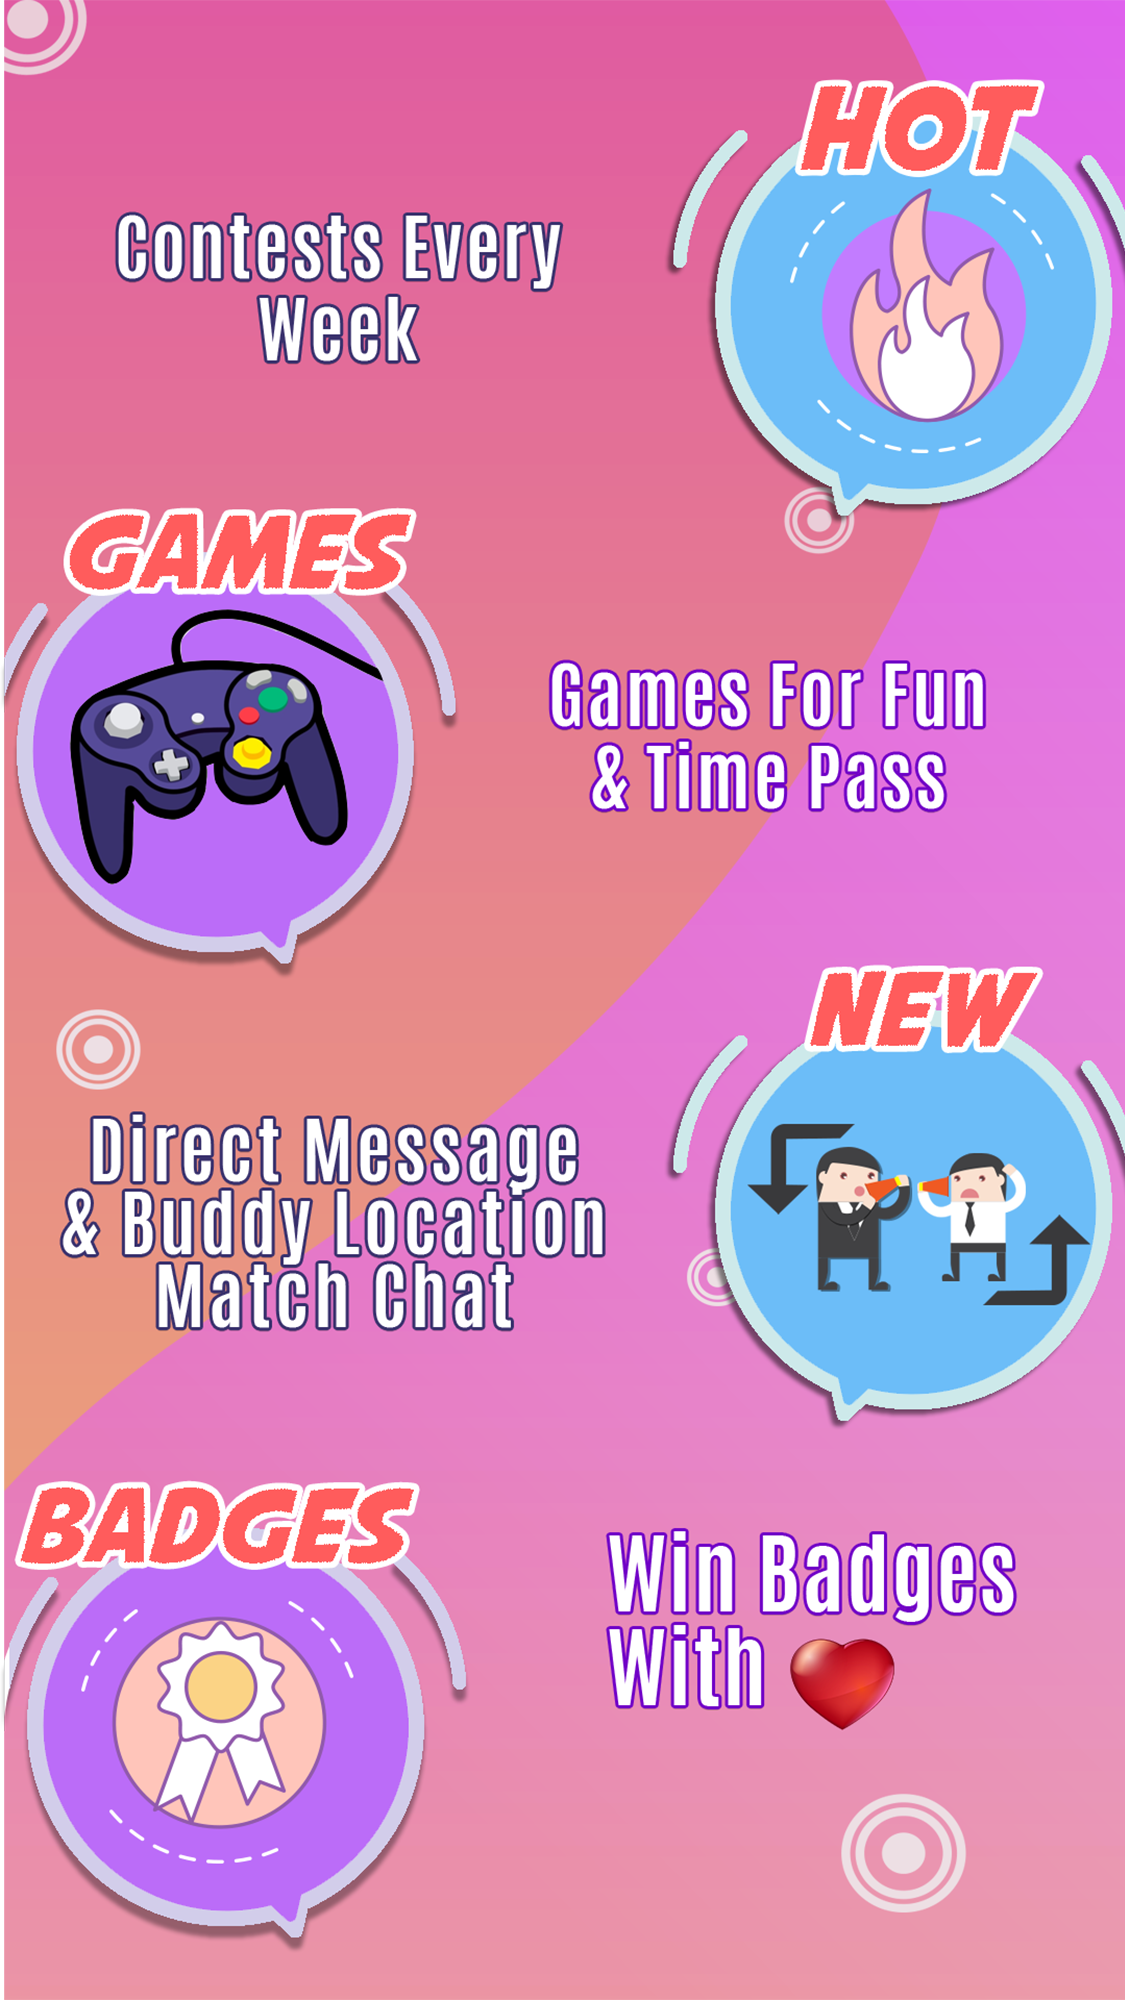 HOT
Contests Every
Week
GAMES
Games For Fun
& Time Pass
NEW
Direct Message
& Buddy Location
Match Chat
BADGES
Win Badges
With